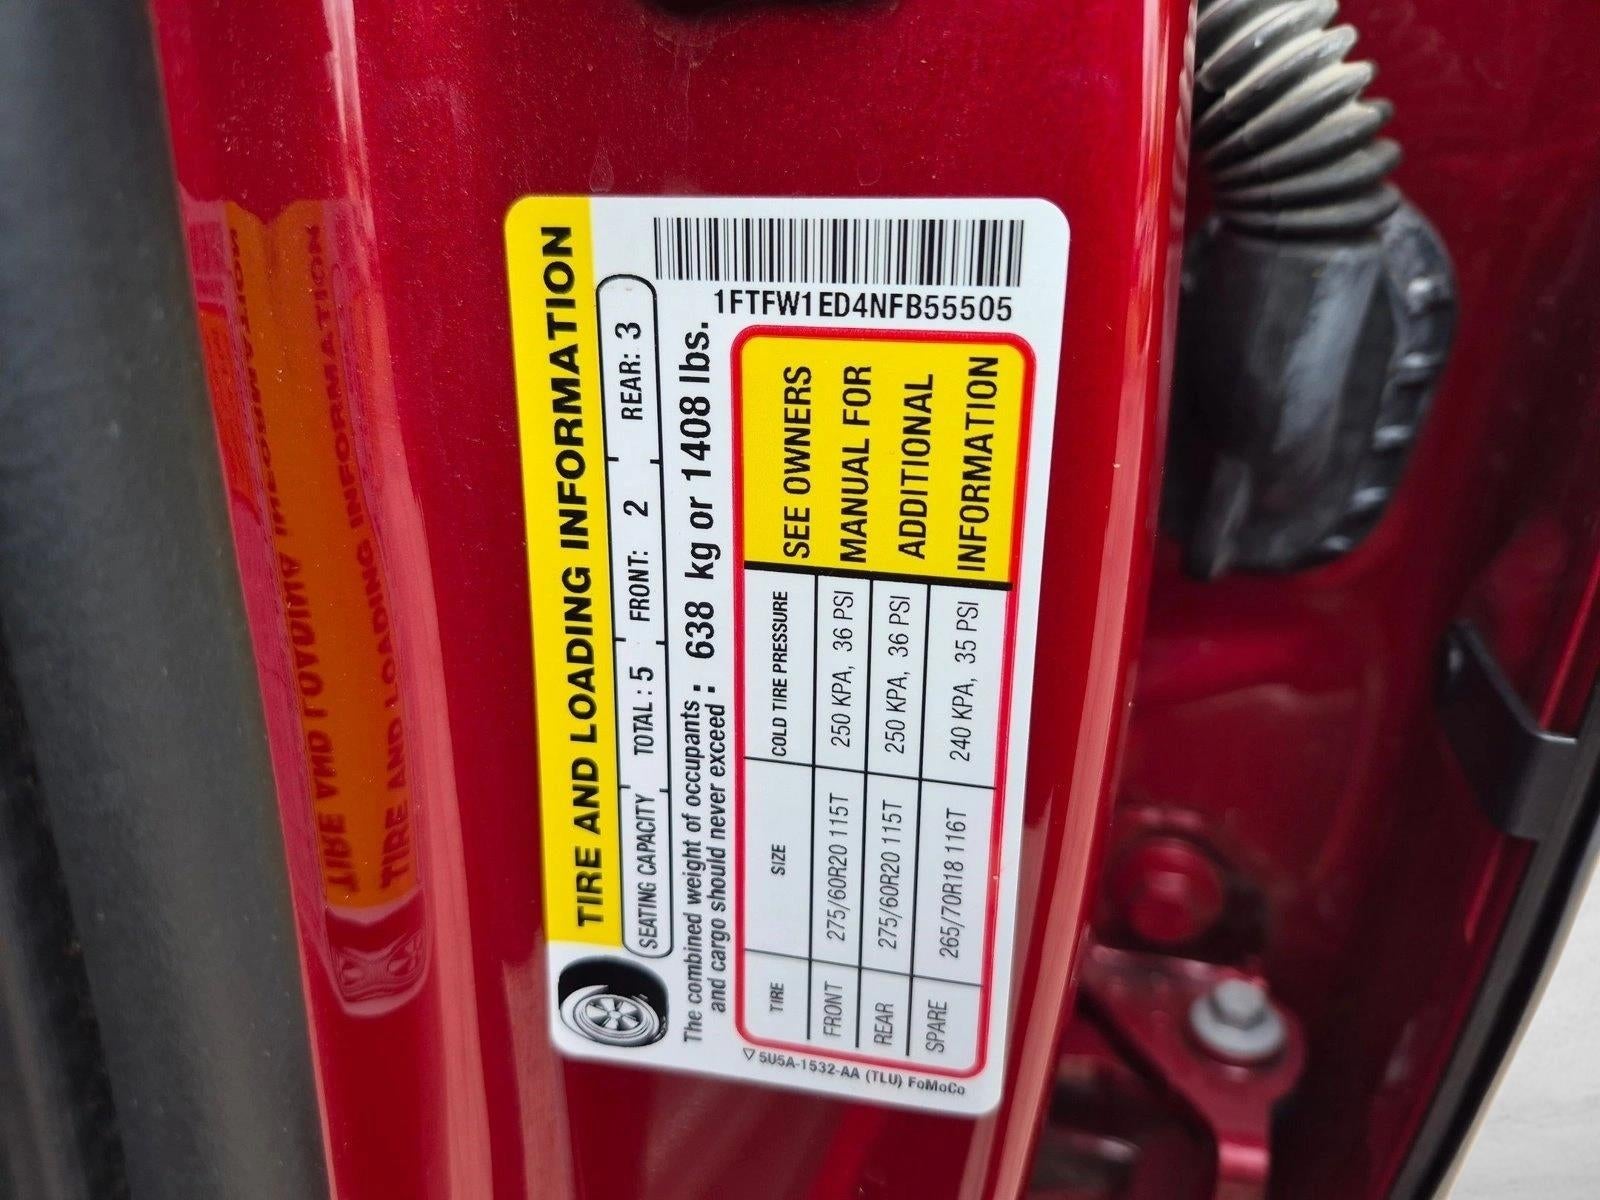 1FTFW1ED4NFB55505
TIRE AND LOADING INFORMATION
SEATING CAPACITY TOTAL : 5 FRONT: 2 REAR: 3
The combined weight of occupants
and cargo should never exceed : 638 kg or 1408 lbs.
TIRE SIZE COLD TIRE PRESSURE
FRONT 275/60R20 115T 250 KPA, 36 PSI
REAR 275/60R20 115T 250 KPA, 36 PSI
SPARE 265/70R18 116T 240 KPA, 35 PSI
SEE OWNERS
MANUAL FOR
ADDITIONAL
INFORMATION
5U5A-1532-AA (TLU) FoMoCo
TIRE AND LOADING INFORMATION